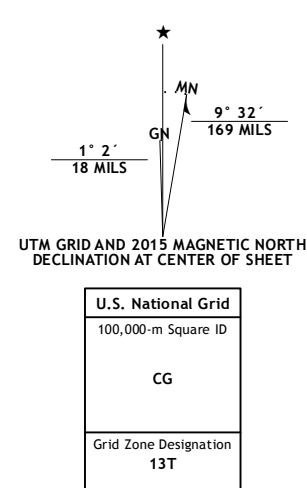 ★
MN
GN
9° 32´
169 MILS
1° 2´
18 MILS
UTM GRID AND 2015 MAGNETIC NORTH
DECLINATION AT CENTER OF SHEET
U.S. National Grid
100,000-m Square ID
CG
Grid Zone Designation
13T